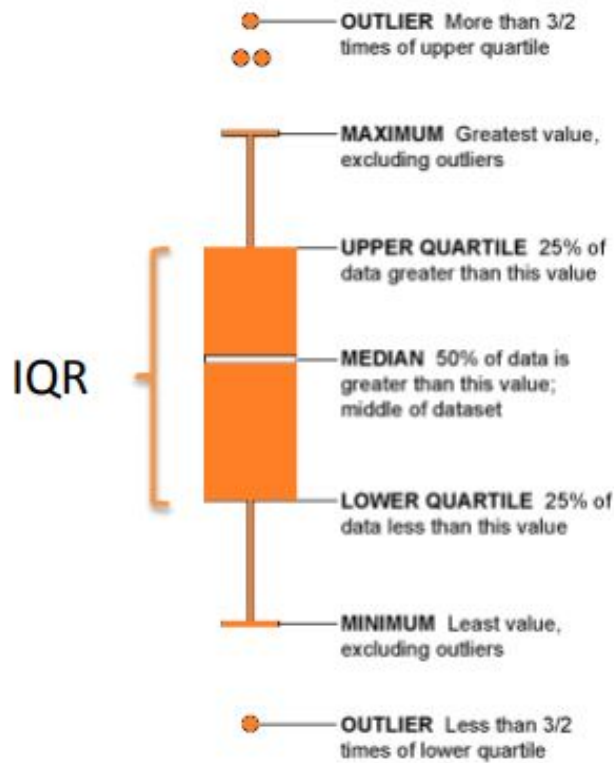 OUTLIER More than 3/2
times of upper quartile
MAXIMUM Greatest value,
excluding outliers
UPPER QUARTILE 25% of
data greater than this value
IQR
MEDIAN 50% of data is
greater than this value;
middle of dataset
LOWER QUARTILE 25% of
data less than this value
MINIMUM Least value,
excluding outliers
OUTLIER Less than 3/2
times of lower quartile